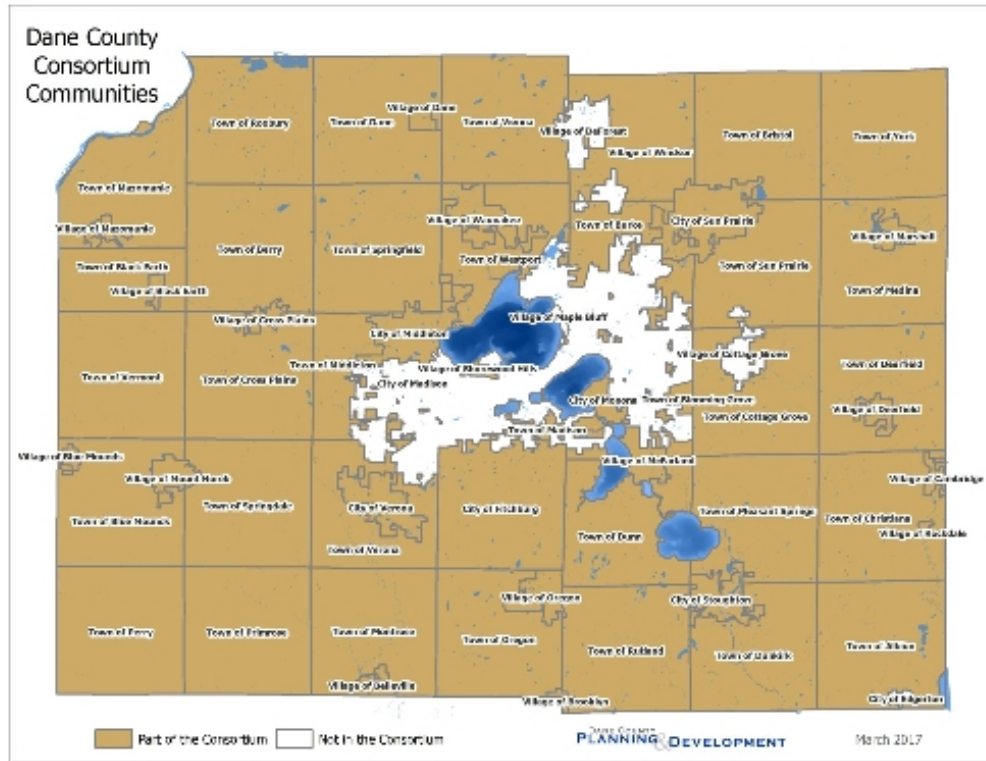 Dane County
Consortium
Communities
Village of Dane
Town of Roxbury
Town of Dane
Town of Vienna
Village of DeForest
Town of Bristol
Town of York
Village of Windsor
Town of Mazomanie
Village of Mazomanie
Village of Waunakee
Town of Burke
City of Sun Prairie
Village of Marshall
Town of Berry
Town of Springfield
Town of Westport
Town of Black Earth
Town of Sun Prairie
Village of Black Earth
Town of Medina
Village of Cross Plains
Village of Maple Bluff
City of Middleton
Village of Cottage Grove
Town of Middleton
Village of Shorewood Hills
Town of Deerfield
Town of Vermont
Town of Cross Plains
City of Madison
City of Monona
Town of Blooming Grove
Village of Deerfield
Town of Cottage Grove
Town of Madison
Village of Blue Mounds
Village of McFarland
Village of Mount Horeb
Village of Cambridge
Town of Springdale
City of Verona
City of Fitchburg
Town of Pleasant Springs
Town of Blue Mounds
Town of Christiana
Village of Rockdale
Town of Dunn
Town of Verona
Village of Oregon
City of Stoughton
Town of Perry
Town of Primrose
Town of Montrose
Town of Oregon
Town of Rutland
Town of Dunkirk
Town of Albion
Village of Belleville
Village of Brooklyn
City of Edgerton
Part of the Consortium
Not in the Consortium
DANE COUNTY
PLANNING & DEVELOPMENT
March 2017